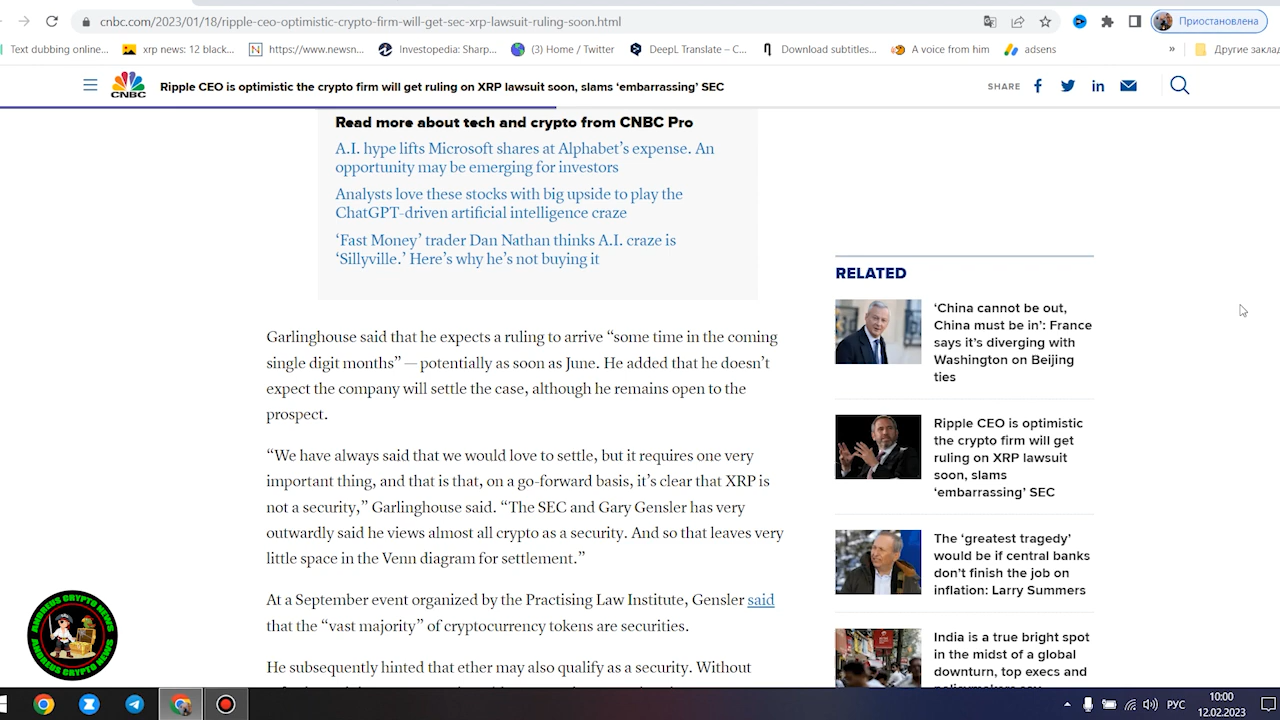 cnbc.com/2023/01/18/ripple-ceo-optimistic-crypto-firm-will-get-sec-xrp-lawsuit-ruling-soon.html
Приостановлена
Text dubbing online...
xrp news: 12 black...
https://www.newsn...
Investopedia: Sharp...
(3) Home / Twitter
DeepL Translate – C...
Download subtitles...
A voice from him
adsens
»
Другие закла
CNBC
Ripple CEO is optimistic the crypto firm will get ruling on XRP lawsuit soon, slams ‘embarrassing’ SEC
SHARE
Read more about tech and crypto from CNBC Pro
A.I. hype lifts Microsoft shares at Alphabet’s expense. An
opportunity may be emerging for investors
Analysts love these stocks with big upside to play the
ChatGPT-driven artificial intelligence craze
‘Fast Money’ trader Dan Nathan thinks A.I. craze is
‘Sillyville.’ Here’s why he’s not buying it
Garlinghouse said that he expects a ruling to arrive “some time in the coming
single digit months” — potentially as soon as June. He added that he doesn’t
expect the company will settle the case, although he remains open to the
prospect.
“We have always said that we would love to settle, but it requires one very
important thing, and that is that, on a go-forward basis, it’s clear that XRP is
not a security,” Garlinghouse said. “The SEC and Gary Gensler has very
outwardly said he views almost all crypto as a security. And so that leaves very
little space in the Venn diagram for settlement.”
At a September event organized by the Practising Law Institute, Gensler said
that the “vast majority” of cryptocurrency tokens are securities.
He subsequently hinted that ether may also qualify as a security. Without
RELATED
‘China cannot be out,
China must be in’: France
says it’s diverging with
Washington on Beijing
ties
Ripple CEO is optimistic
the crypto firm will get
ruling on XRP lawsuit
soon, slams
‘embarrassing’ SEC
The ‘greatest tragedy’
would be if central banks
don’t finish the job on
inflation: Larry Summers
India is a true bright spot
in the midst of a global
downturn, top execs and
ANDREUS CRYPTO NEWS
ANDREUS CRYPTO NEWS
РУС
10:00
12.02.2023